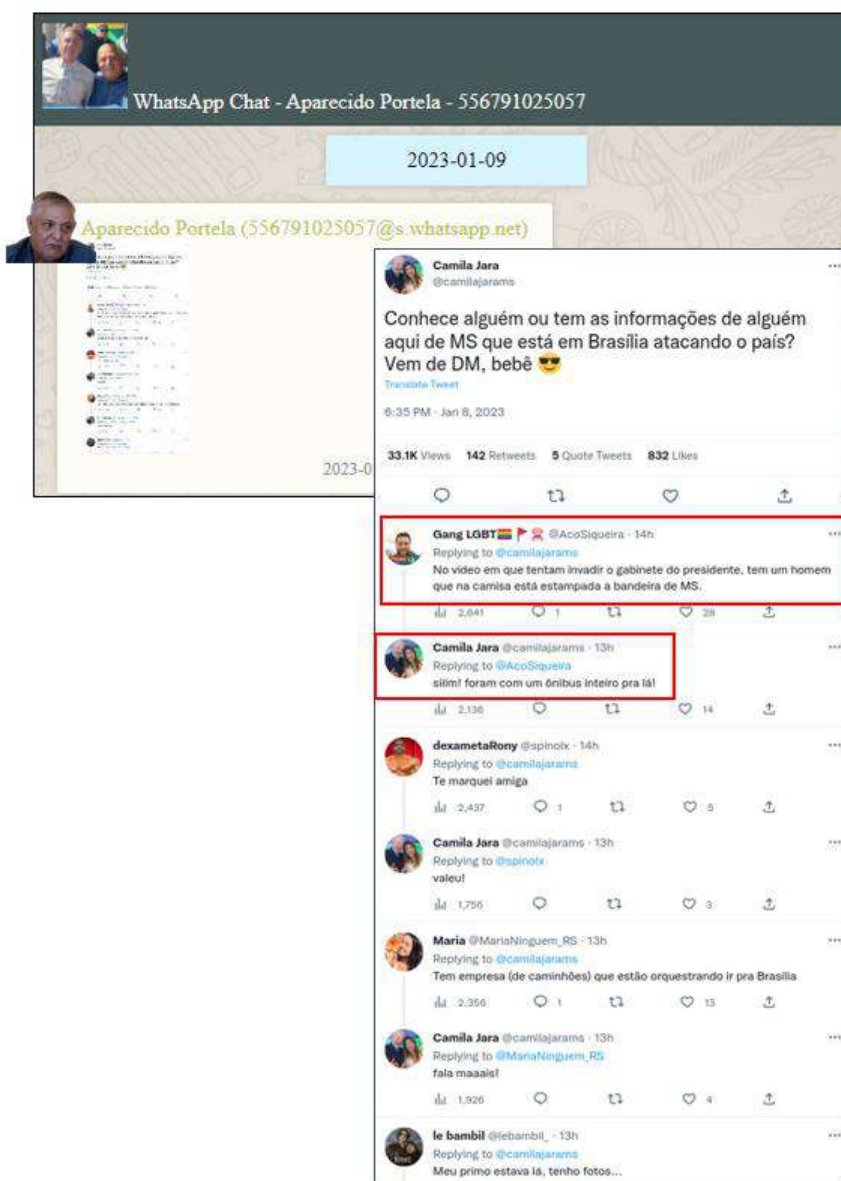 WhatsApp Chat - Aparecido Portela - 556791025057
2023-01-09
Aparecido Portela (556791025057@s.whatsapp.net)
2023-0
Camila Jara
@camilajarams
Conhece alguém ou tem as informações de alguém
aqui de MS que está em Brasília atacando o país?
Vem de DM, bebê 😎
Translate Tweet
6:35 PM · Jan 8, 2023
33.1K Views 142 Retweets 5 Quote Tweets 832 Likes
Gang LGBT🏳️‍🌈🚩 @AcoSiqueira · 14h
Replying to @camilajarams
No vídeo em que tentam invadir o gabinete do presidente, tem um homem
que na camisa está estampada a bandeira de MS.
2,641 1 28
Camila Jara @camilajarams · 13h
Replying to @AcoSiqueira
siiim! foram com um ônibus inteiro pra lá!
2,136 14
dexametaRony @spinolx · 14h
Replying to @camilajarams
Te marquei amiga
2,437 1 5
Camila Jara @camilajarams · 13h
Replying to @spinolx
valeu!
1,756 3
Maria @MariaNinguem_RS · 13h
Replying to @camilajarams
Tem empresa (de caminhões) que estão orquestrando ir pra Brasília
2,356 1 13
Camila Jara @camilajarams · 13h
Replying to @MariaNinguem_RS
fala maaais!
1,926 4
le bambil @lebambil_ · 13h
Replying to @camilajarams
Meu primo estava lá, tenho fotos...